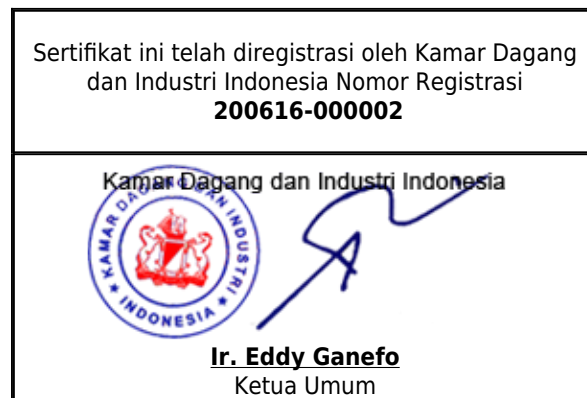 Sertifikat ini telah diregistrasi oleh Kamar Dagang
dan Industri Indonesia Nomor Registrasi
200616-000002
Kamar Dagang dan Industri Indonesia
KAMAR DAGANG DAN INDUSTRI
INDONESIA
Ir. Eddy Ganefo
Ketua Umum